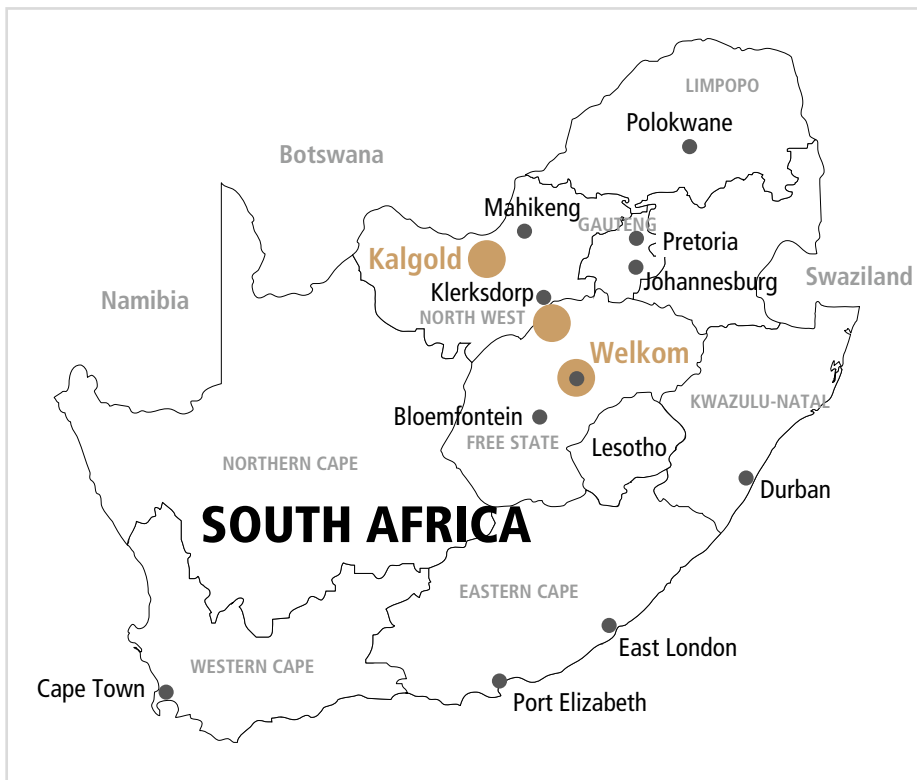 LIMPOPO
Polokwane
Botswana
Mahikeng
GAUTENG
Pretoria
Kalgold
Johannesburg
Swaziland
Namibia
Klerksdorp
NORTH WEST
Welkom
KWAZULU-NATAL
Bloemfontein
FREE STATE
Lesotho
NORTHERN CAPE
Durban
SOUTH AFRICA
EASTERN CAPE
East London
WESTERN CAPE
Cape Town
Port Elizabeth